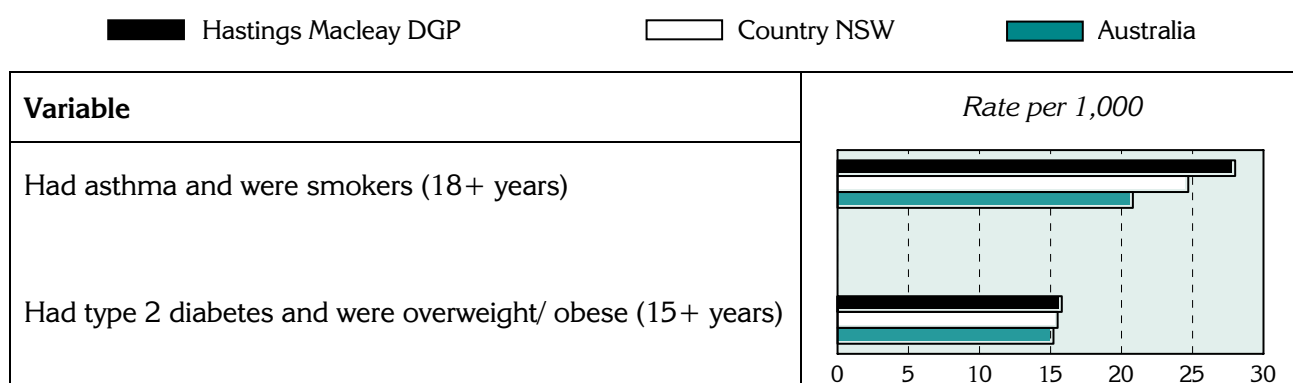 Hastings Macleay DGP Country NSW Australia
Variable Rate per 1,000
Had asthma and were smokers (18+ years)
Had type 2 diabetes and were overweight/ obese (15+ years)
0 5 10 15 20 25 30